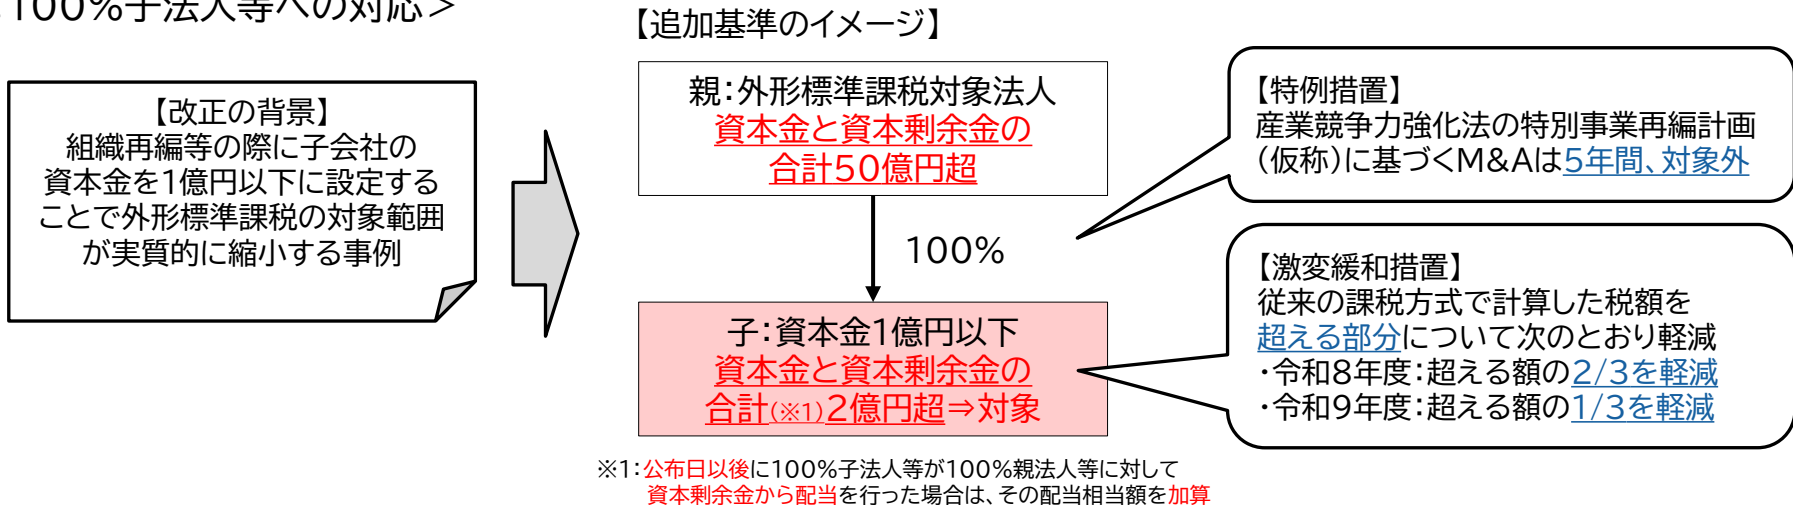 100%子法人等への対応＞
【追加基準のイメージ】
【改正の背景】
組織再編等の際に子会社の
資本金を1億円以下に設定する
ことで外形標準課税の対象範囲
が実質的に縮小する事例
親：外形標準課税対象法人
資本金と資本剰余金の
合計50億円超
100%
子：資本金1億円以下
資本金と資本剰余金の
合計(※1)2億円超⇒対象
※1：公布日以後に100%子法人等が100%親法人等に対して
資本剰余金から配当を行った場合は、その配当相当額を加算
【特例措置】
産業競争力強化法の特別事業再編計画
（仮称）に基づくM&Aは5年間、対象外
【激変緩和措置】
従来の課税方式で計算した税額を
超える部分について次のとおり軽減
・令和8年度：超える額の2/3を軽減
・令和9年度：超える額の1/3を軽減